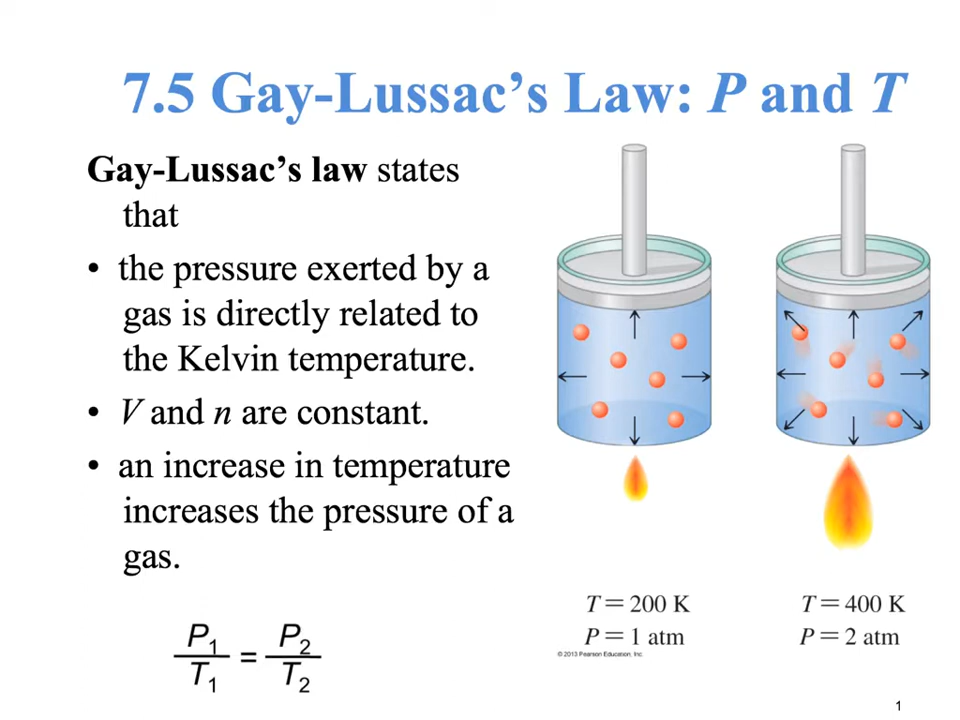 7.5 Gay-Lussac's Law: P and T
Gay-Lussac's law states
that
• the pressure exerted by a
gas is directly related to
the Kelvin temperature.
• V and n are constant.
• an increase in temperature
increases the pressure of a
gas.
P₁ = P₂
T₁ T₂
T = 200 K
P = 1 atm
© 2013 Pearson Education, Inc.
T = 400 K
P = 2 atm
1